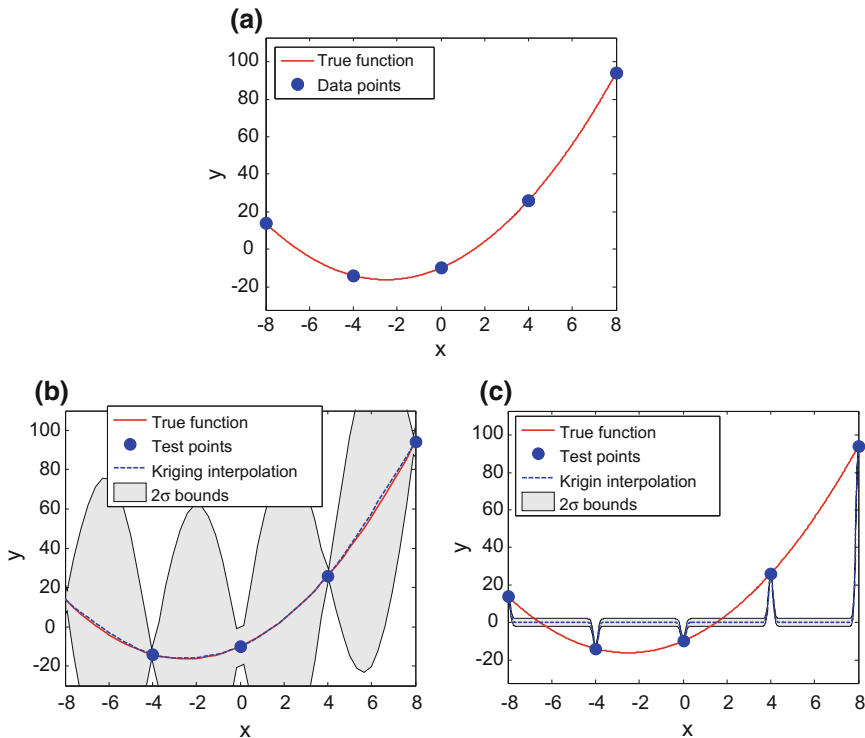 (a)
True function
Data points
100
80
60
40
20
0
-20
y
-8 -6 -4 -2 0 2 4 6 8
x
(b)
True function
Test points
Kriging interpolation
2σ bounds
100
80
60
40
20
0
-20
y
-8 -6 -4 -2 0 2 4 6 8
x
(c)
True function
Test points
Krigin interpolation
2σ bounds
100
80
60
40
20
0
-20
y
-8 -6 -4 -2 0 2 4 6 8
x